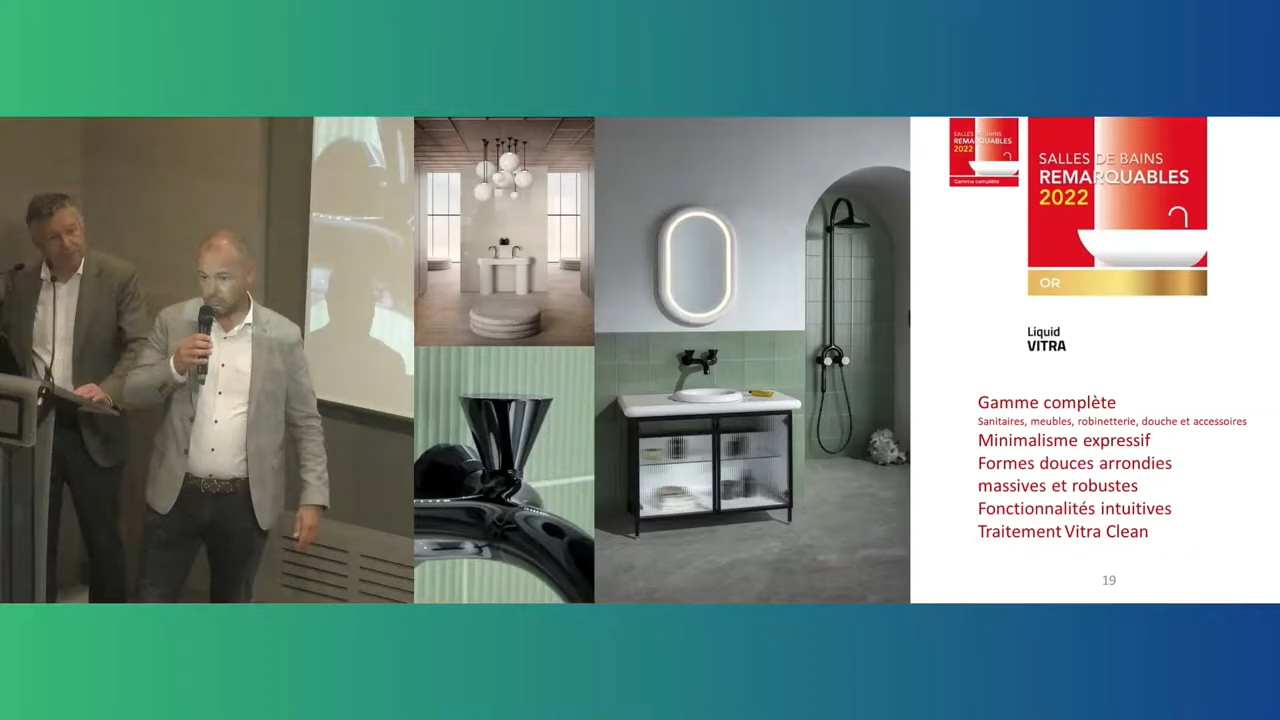 SALLES DE BAINS
REMARQUABLES
2022
Gamme complète
SALLES DE BAINS
REMARQUABLES
2022
OR
Liquid
VITRA
Gamme complète
Sanitaires, meubles, robinetterie, douche et accessoires
Minimalisme expressif
Formes douces arrondies
massives et robustes
Fonctionnalités intuitives
Traitement Vitra Clean
19